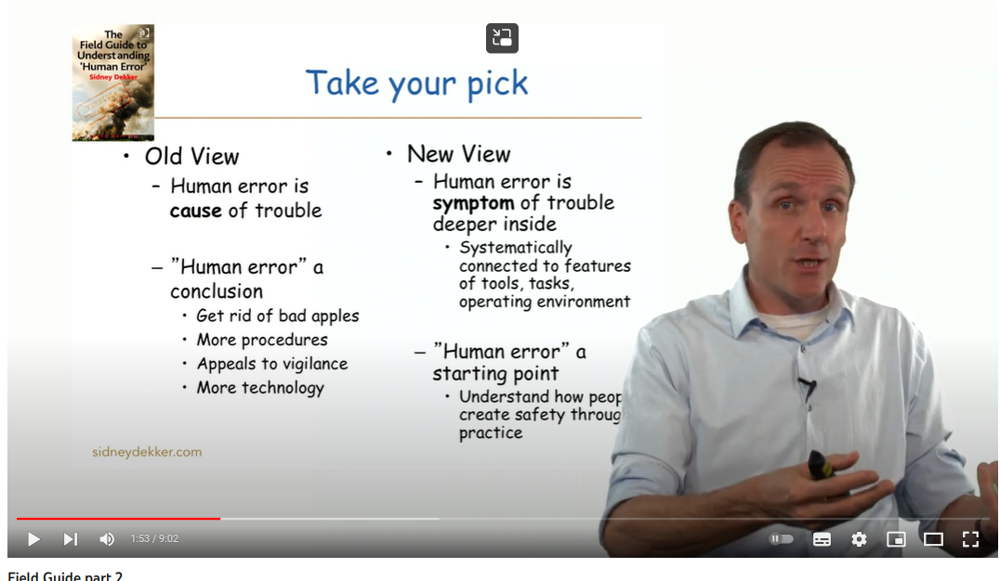 The
Field Guide to
Understanding
'Human Error'
Sidney Dekker
Take your pick
• Old View
– Human error is
cause of trouble
– ”Human error” a
conclusion
• Get rid of bad apples
• More procedures
• Appeals to vigilance
• More technology
sidneydekker.com
• New View
– Human error is
symptom of trouble
deeper inside
• Systematically
connected to features
of tools, tasks,
operating environment
– ”Human error” a
starting point
• Understand how peop
create safety throug
practice
1:53 / 9:02
Field Guide part 2